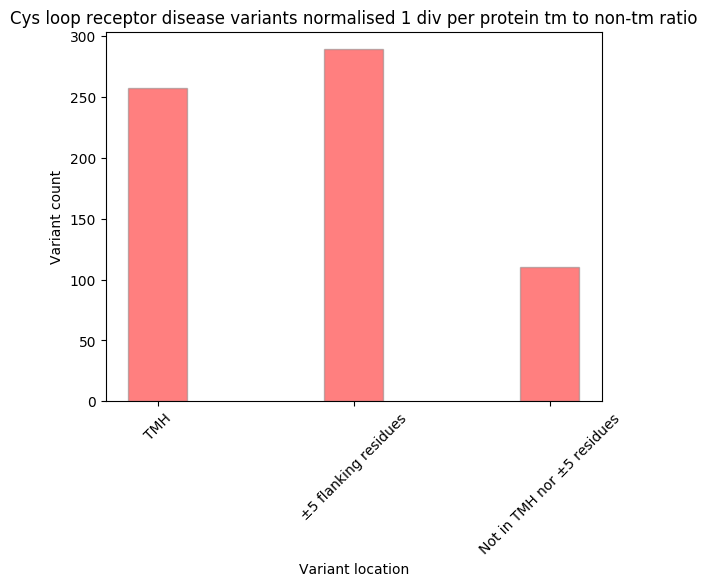 Cys loop receptor disease variants normalised 1 div per protein tm to non-tm ratio
300
250
200
150
100
50
0
Variant count
TMH
±5 flanking residues
Not in TMH nor ±5 residues
Variant location